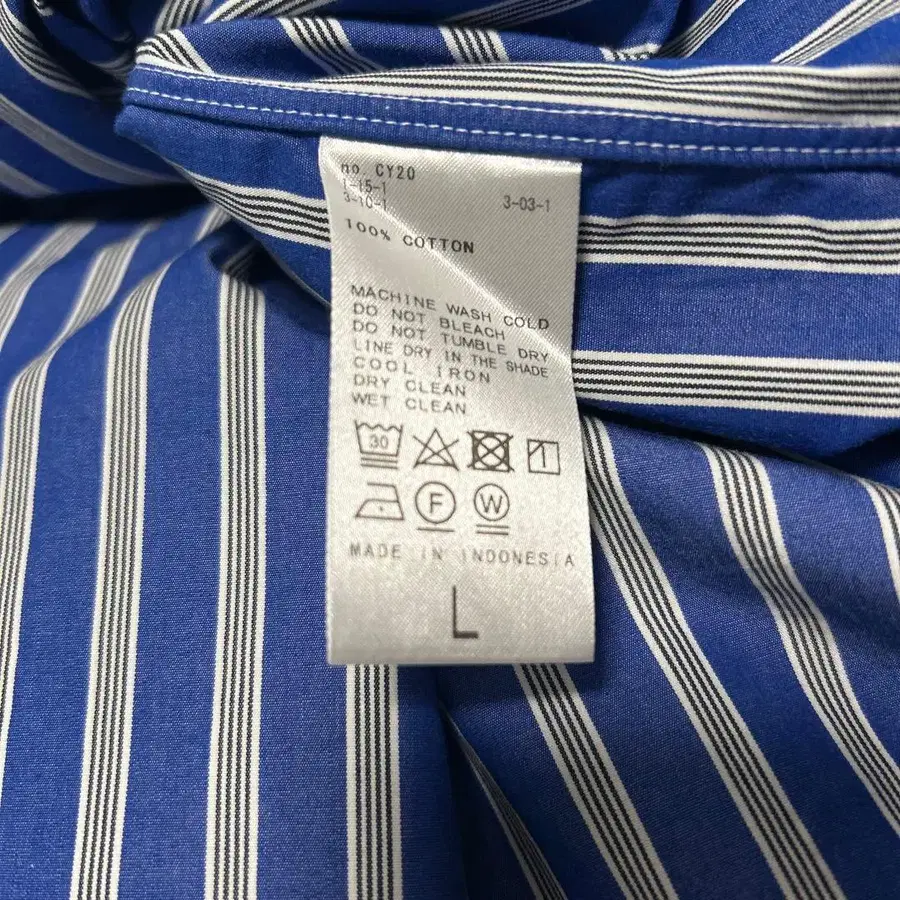 no. CY20
1-15-1
3-10-1 3-03-1
100% COTTON
MACHINE WASH COLD
DO NOT BLEACH
DO NOT TUMBLE DRY
LINE DRY IN THE SHADE
COOL IRON
DRY CLEAN
WET CLEAN
30
F W
MADE IN INDONESIA
L